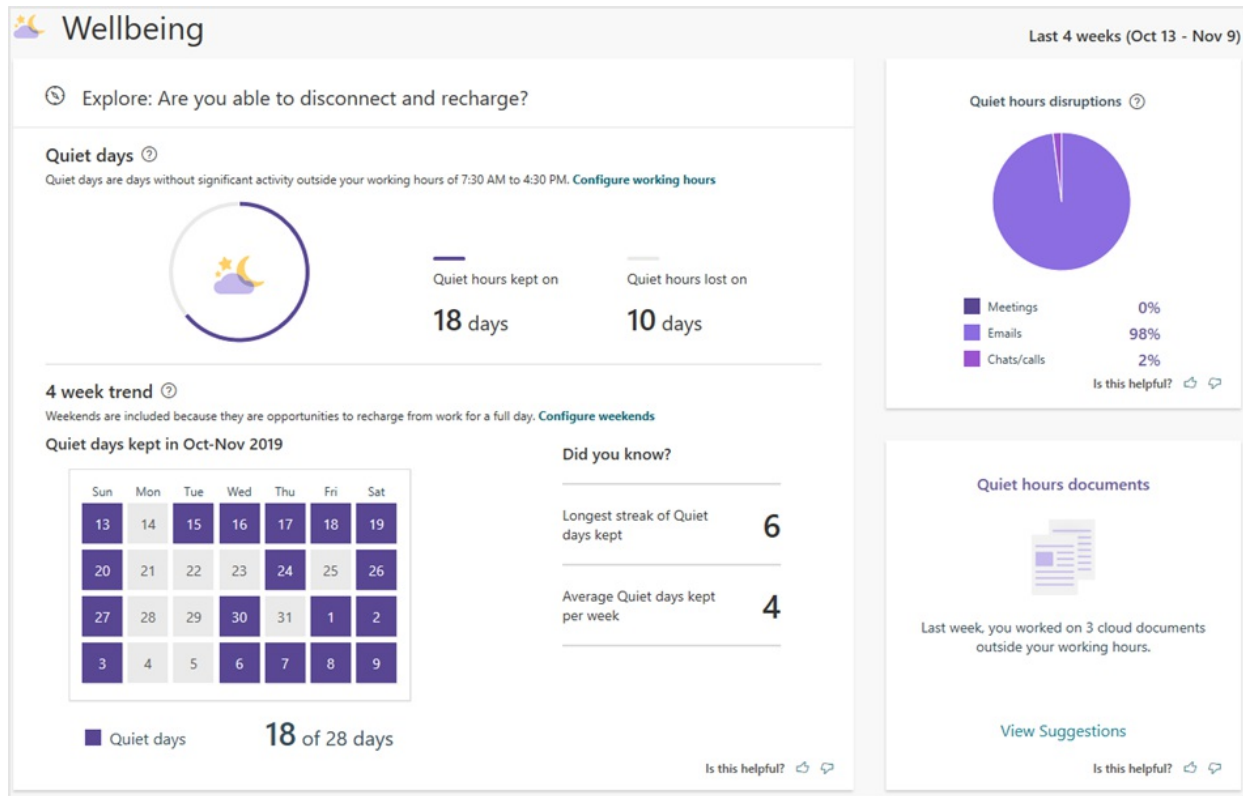 Wellbeing
Last 4 weeks (Oct 13 - Nov 9)
Explore: Are you able to disconnect and recharge?
Quiet days
Quiet days are days without significant activity outside your working hours of 7:30 AM to 4:30 PM. Configure working hours
Quiet hours kept on
18 days
Quiet hours lost on
10 days
4 week trend
Weekends are included because they are opportunities to recharge from work for a full day. Configure weekends
Quiet days kept in Oct-Nov 2019
Sun Mon Tue Wed Thu Fri Sat
13 14 15 16 17 18 19
20 21 22 23 24 25 26
27 28 29 30 31 1 2
3 4 5 6 7 8 9
Quiet days 18 of 28 days
Did you know?
Longest streak of Quiet
days kept
6
Average Quiet days kept
per week
4
Is this helpful?
Quiet hours disruptions
Meetings 0%
Emails 98%
Chats/calls 2%
Is this helpful?
Quiet hours documents
Last week, you worked on 3 cloud documents
outside your working hours.
View Suggestions
Is this helpful?